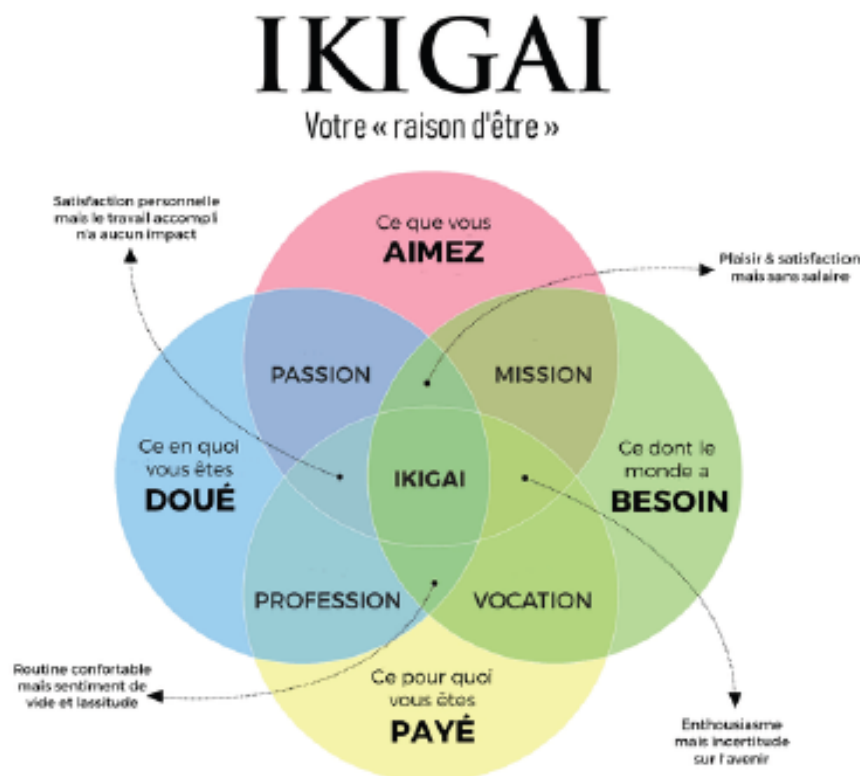 IKIGAI
Votre « raison d'être »
Satisfaction personnelle
mais le travail accompli
n'a aucun impact
Ce que vous
AIMEZ
Plaisir & satisfaction
mais sans salaire
PASSION
MISSION
Ce en quoi
vous êtes
DOUÉ
IKIGAI
Ce dont le
monde a
BESOIN
PROFESSION
VOCATION
Routine confortable
mais sentiment de
vide et lassitude
Ce pour quoi
vous êtes
PAYÉ
Enthousiasme
mais incertitude
sur l'avenir